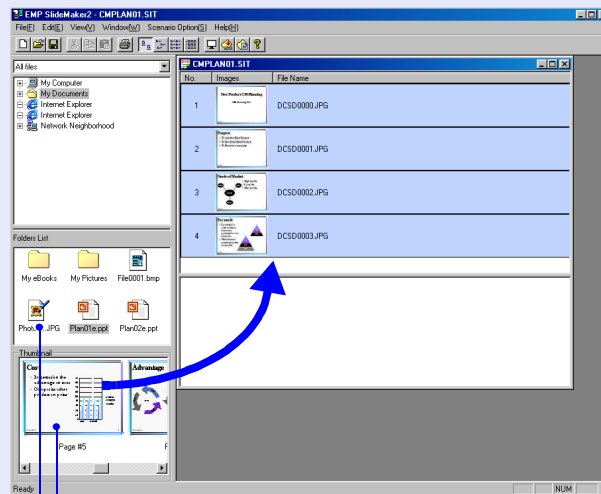 EMP SlideMaker2 - CMPLAN01.SIT
File(F) Edit(E) View(V) Window(W) Scenario Option(S) Help(H)
All files
My Computer
My Documents
Internet Explorer
Internet Explorer
Network Neighborhood
Folders List
My eBooks My Pictures File0001.bmp
Photo... .JPG Plan01e.ppt Plan02e.ppt
Thumbnail
Advantage
Page #5
Ready
NUM
CMPLAN01.SIT
No. Images File Name
1 DCSD0000.JPG
2 Purpose DCSD0001.JPG
3 DCSD0002.JPG
4 DCSD0003.JPG